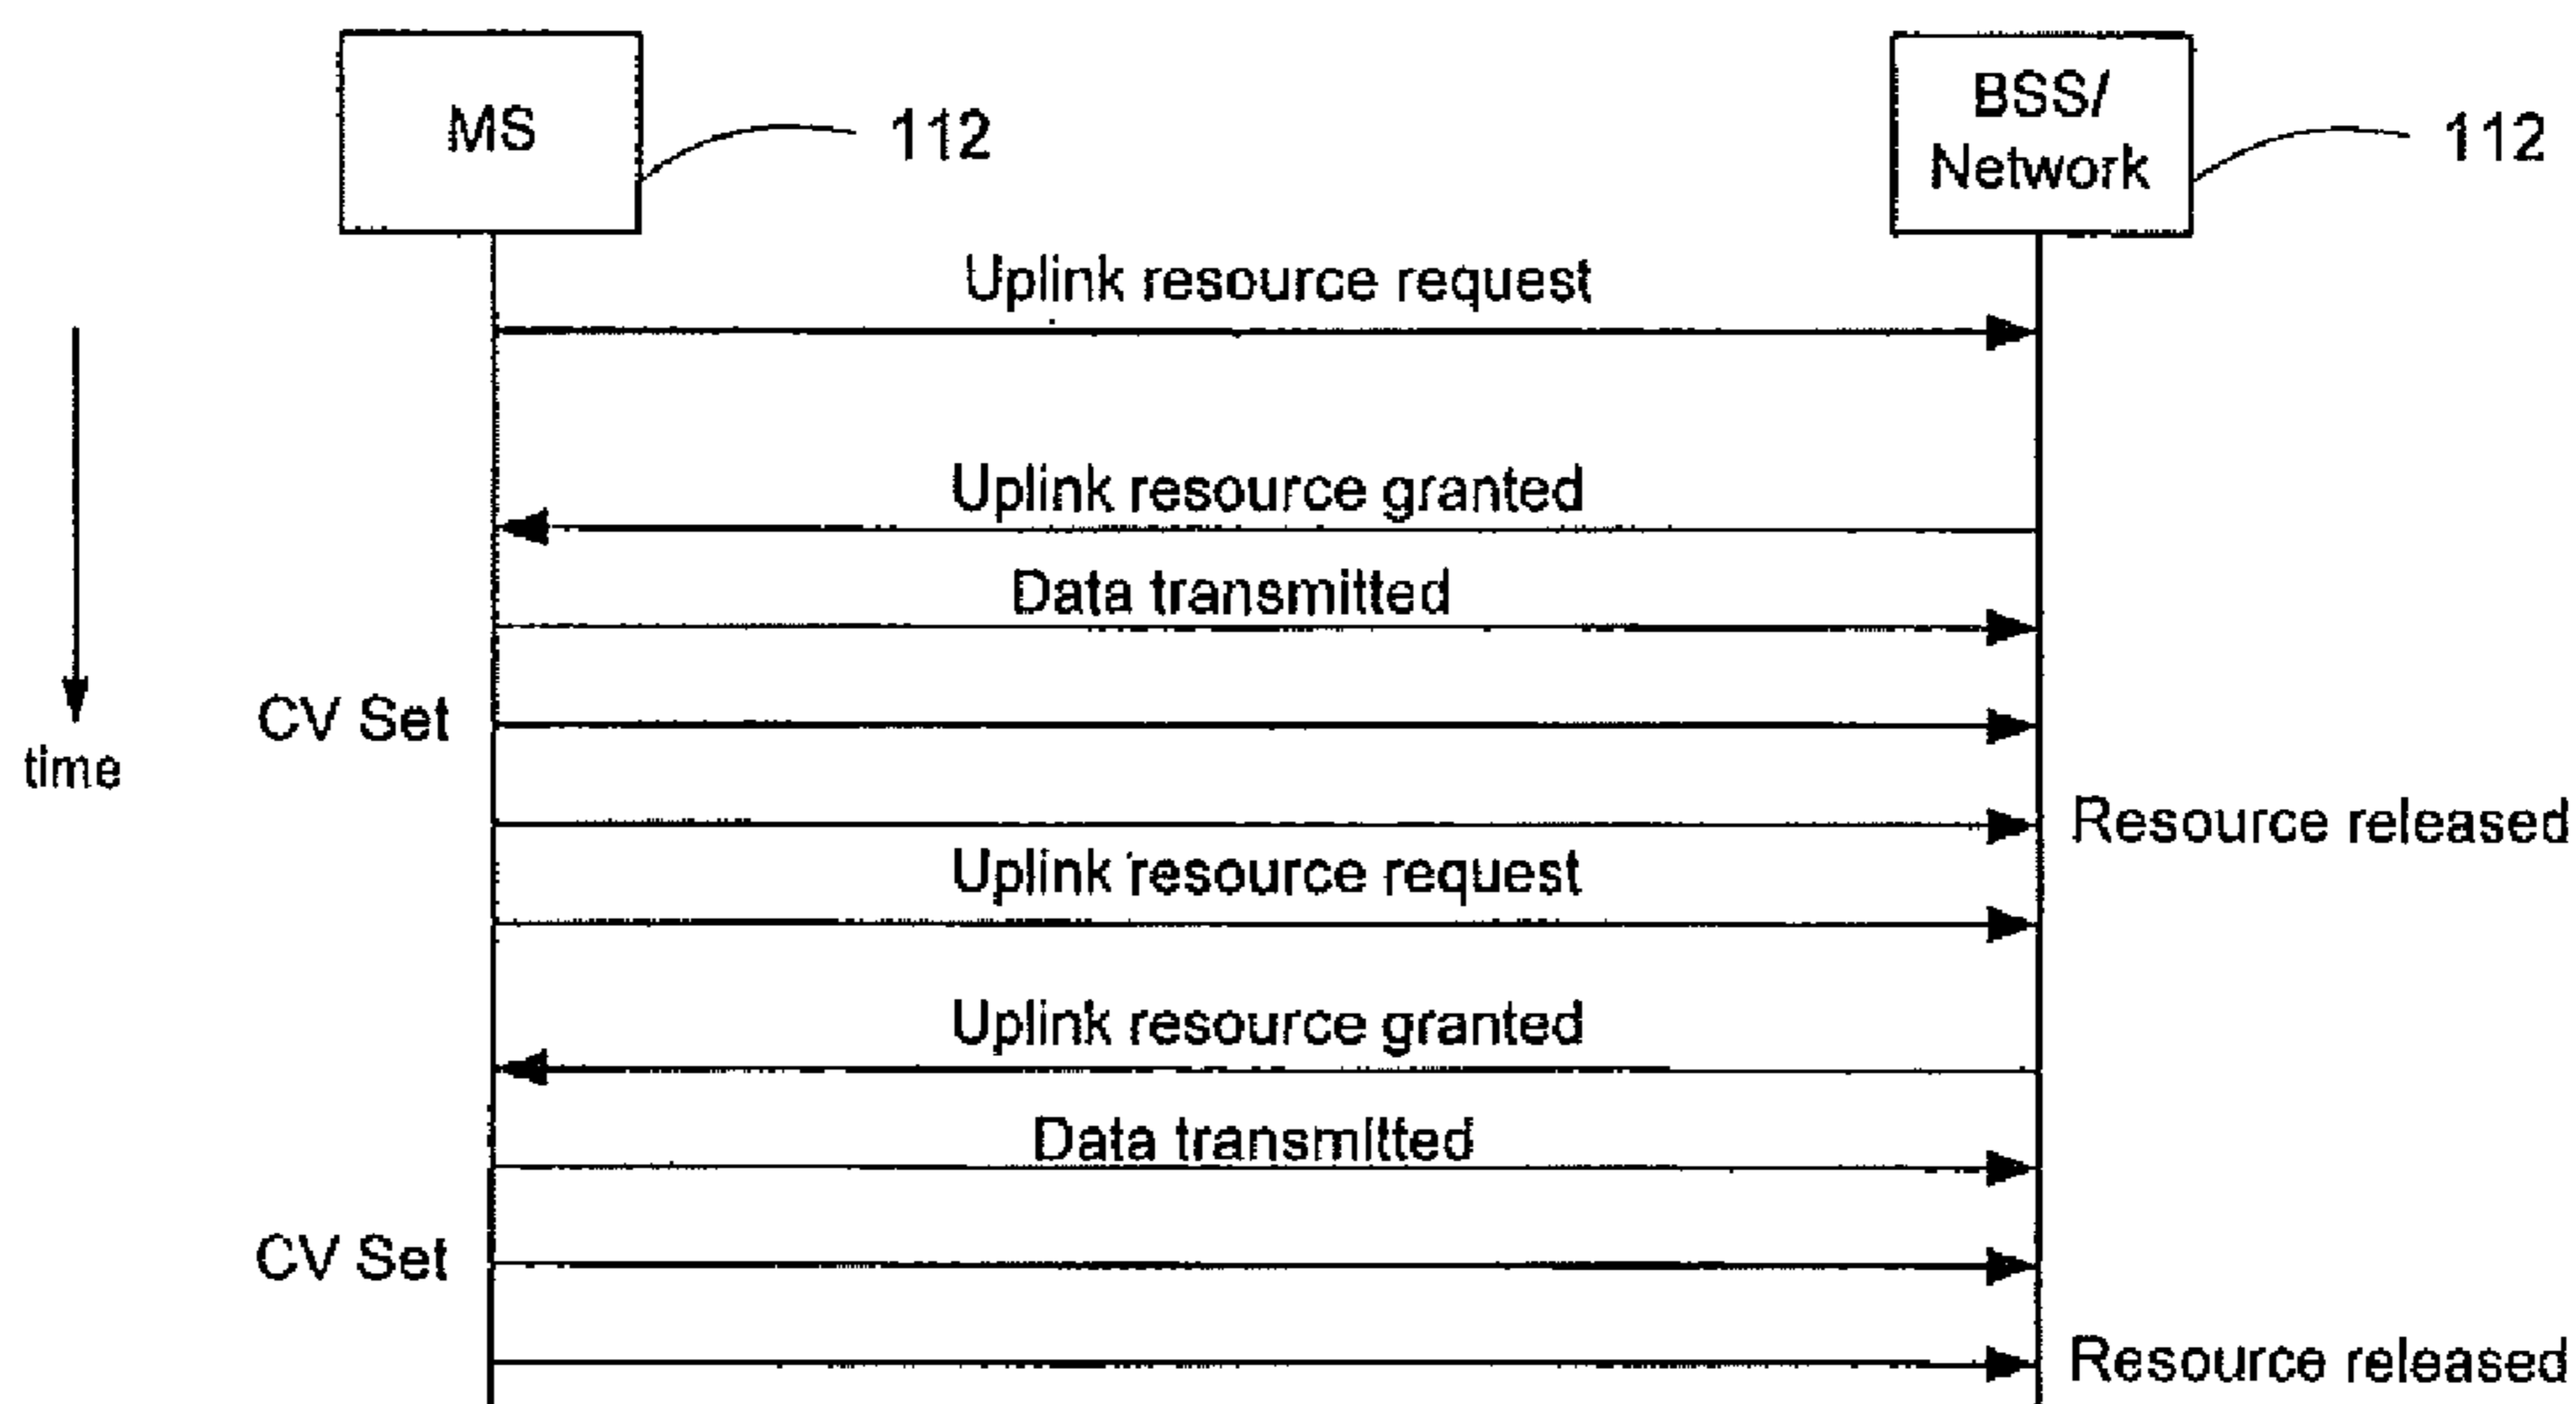 MS
112
BSS/
Network
112
Uplink resource request
Uplink resource granted
Data transmitted
CV Set
time
Resource released
Uplink resource request
Uplink resource granted
Data transmitted
CV Set
Resource released